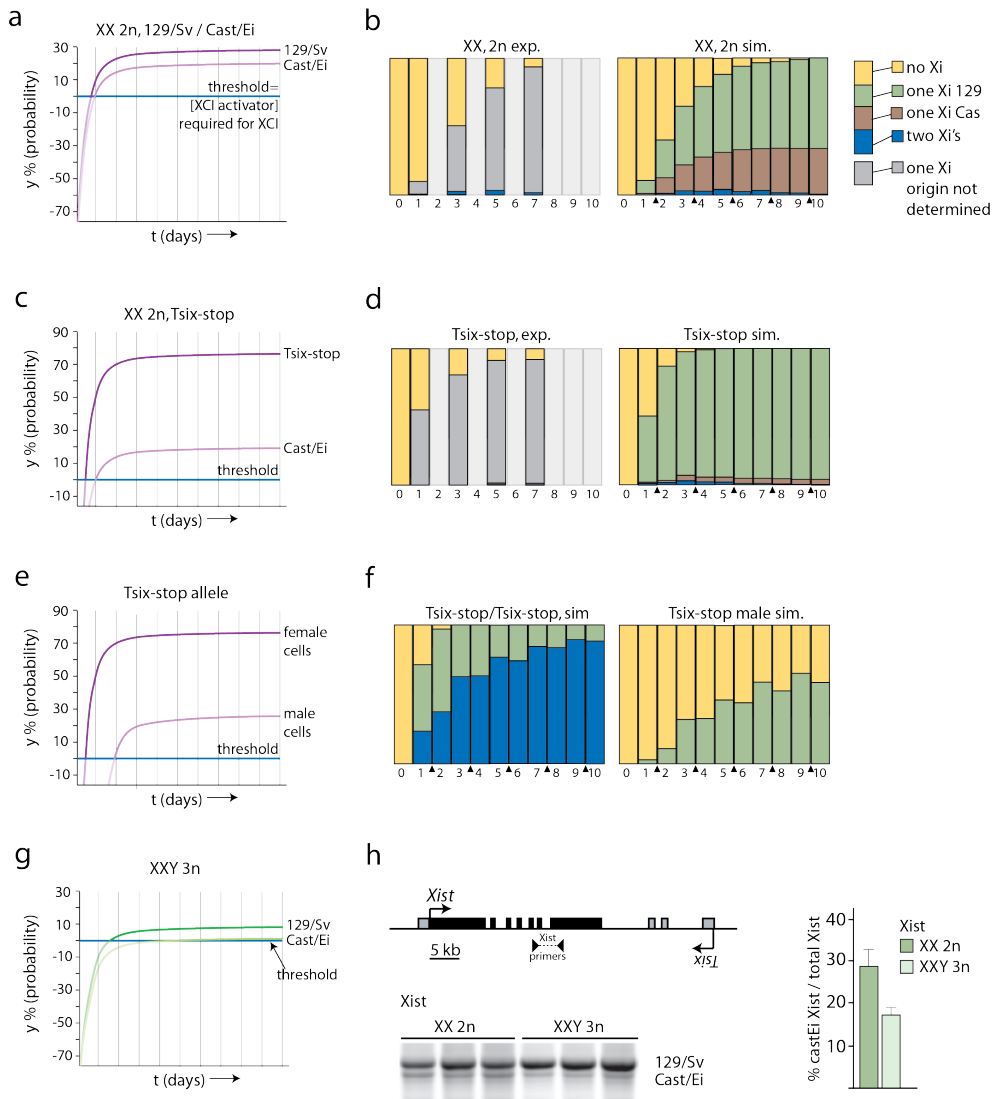 a
XX 2n, 129/Sv / Cast/Ei
y % (probability)
30
10
-10
-30
-50
-70
129/Sv
Cast/Ei
threshold=
[XCI activator]
required for XCI
t (days)
b
XX, 2n exp.
0 1 2 3 4 5 6 7 8 9 10
XX, 2n sim.
0 1 2 3 4 5 6 7 8 9 10
no Xi
one Xi 129
one Xi Cas
two Xi's
one Xi
origin not
determined
c
XX 2n, Tsix-stop
y % (probability)
90
70
50
30
10
-10
Tsix-stop
Cast/Ei
threshold
t (days)
d
Tsix-stop, exp.
0 1 2 3 4 5 6 7 8 9 10
Tsix-stop sim.
0 1 2 3 4 5 6 7 8 9 10
e
Tsix-stop allele
y % (probability)
90
70
50
30
10
-10
female
cells
male
cells
threshold
t (days)
f
Tsix-stop/Tsix-stop, sim
0 1 2 3 4 5 6 7 8 9 10
Tsix-stop male sim.
0 1 2 3 4 5 6 7 8 9 10
g
XXY 3n
y % (probability)
30
10
-10
-30
-50
-70
129/Sv
Cast/Ei
threshold
t (days)
h
Xist
5 kb
Xist
primers
Tsix
Xist
XX 2n XXY 3n
129/Sv
Cast/Ei
% castEi Xist / total Xist
10
20
30
40
Xist
XX 2n
XXY 3n